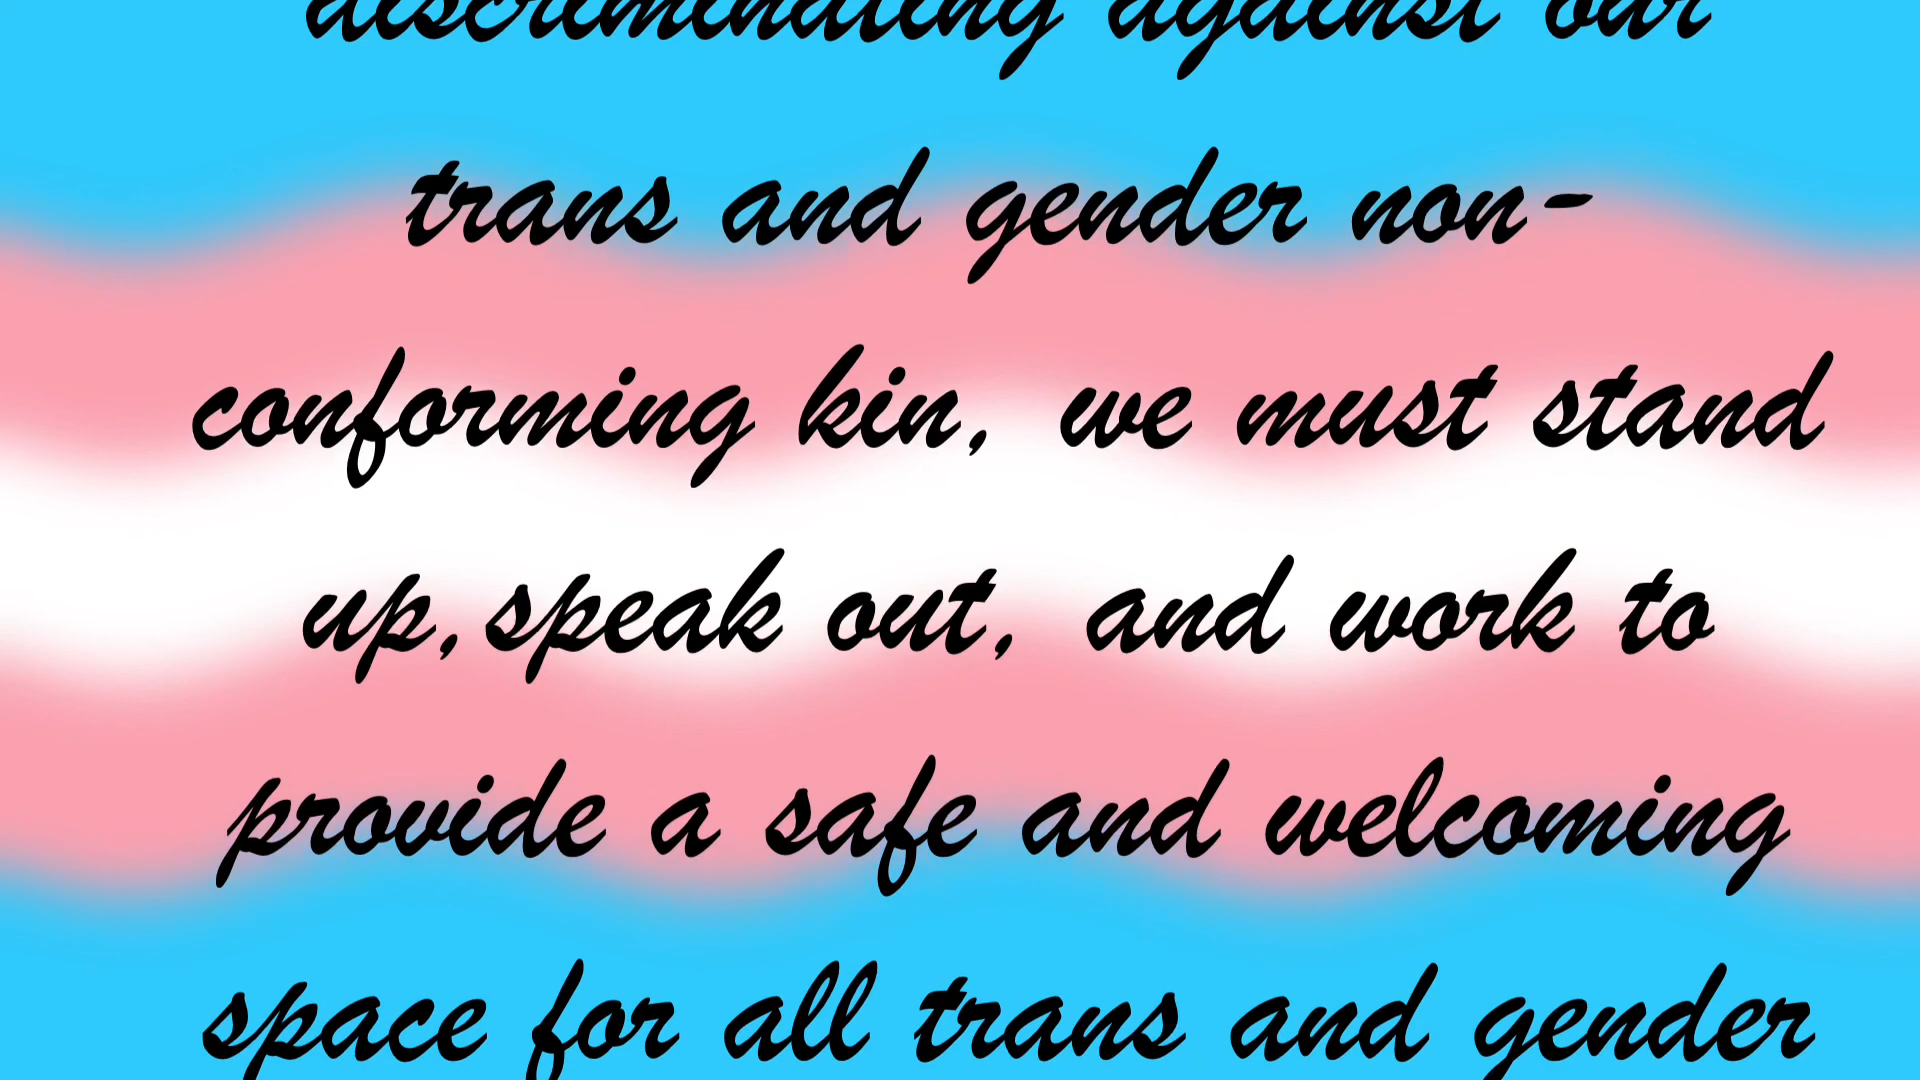 discriminating against our
trans and gender non-
conforming kin, we must stand
up,speak out, and work to
provide a safe and welcoming
space for all trans and gender